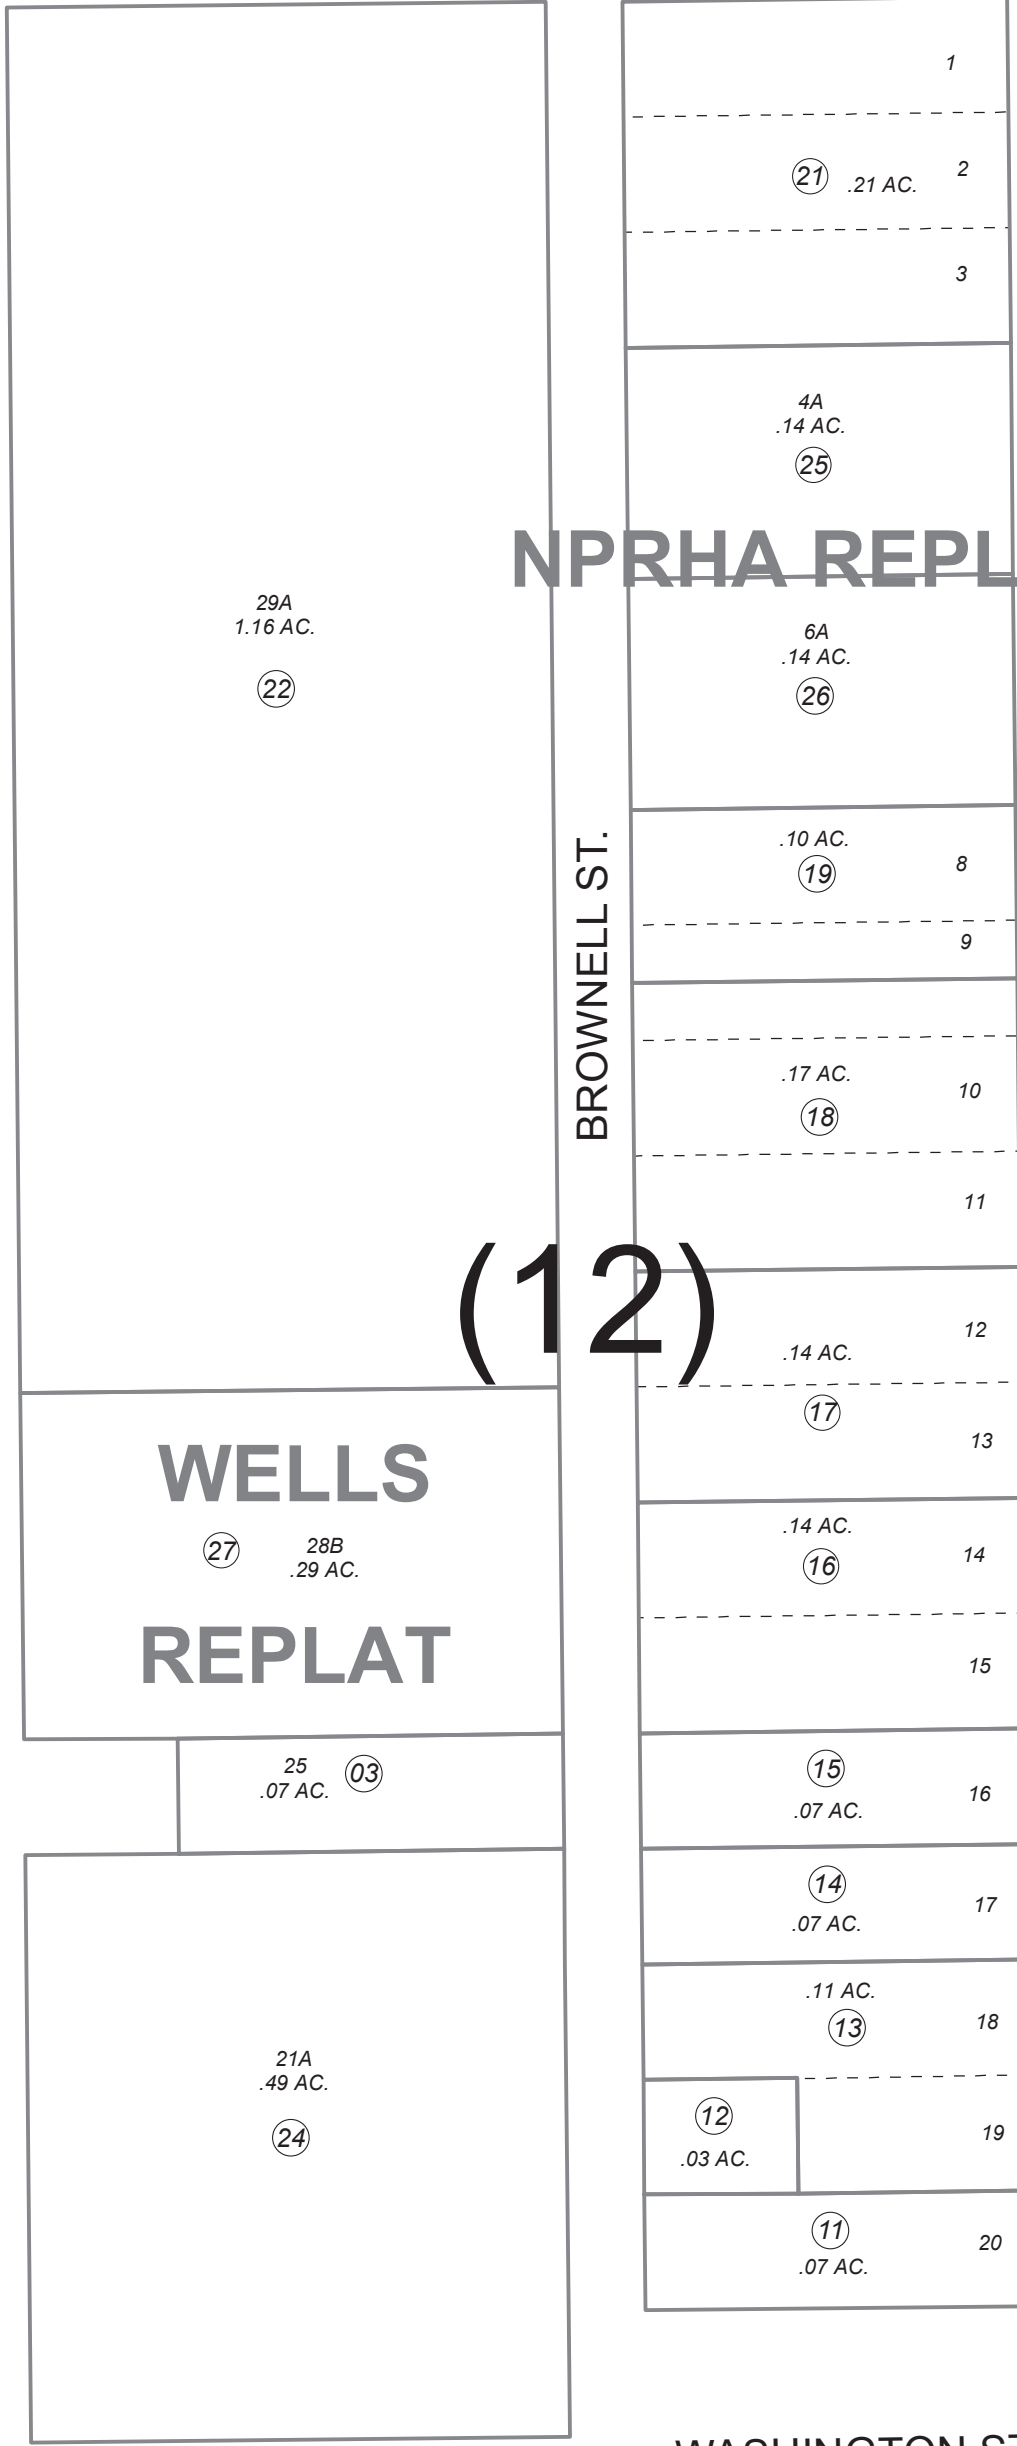 1
21 .21 AC. 2
3
4A
.14 AC.
25
NPRHA REPL
29A
1.16 AC.
22
6A
.14 AC.
26
BROWNELL ST.
.10 AC.
19 8
9
.17 AC.
18 10
11
(12)
12
.14 AC.
17
13
WELLS
27 28B
.29 AC.
REPLAT
.14 AC.
16 14
15
25 03
.07 AC.
15
.07 AC. 16
14
.07 AC. 17
.11 AC.
13 18
21A
.49 AC.
24
12
.03 AC.
19
11
.07 AC. 20
WASHINGTON ST